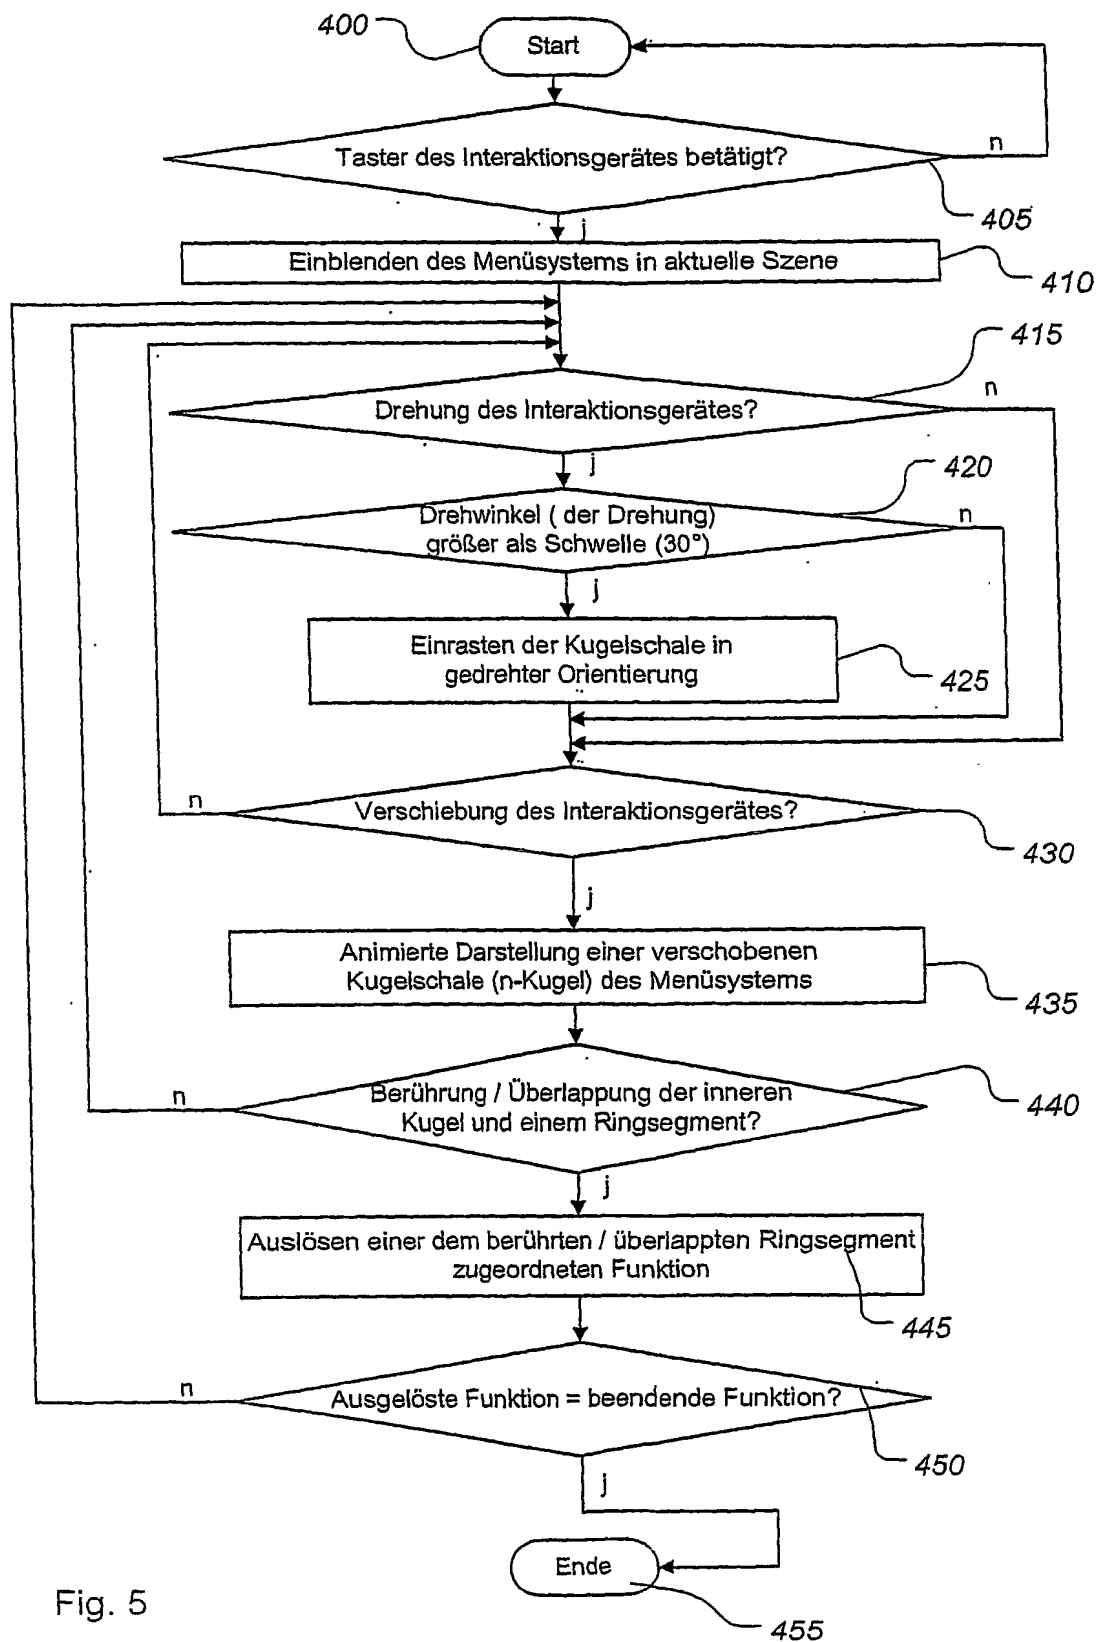 400
Start
n
Taster des Interaktionsgerätes betätigt?
405
j
Einblenden des Menüsystems in aktuelle Szene
410
415
n
Drehung des Interaktionsgerätes?
j
420
n
Drehwinkel ( der Drehung)
größer als Schwelle (30°)
j
Einrasten der Kugelschale in
gedrehter Orientierung
425
n
Verschiebung des Interaktionsgerätes?
430
j
Animierte Darstellung einer verschobenen
Kugelschale (n-Kugel) des Menüsystems
435
n
Berührung / Überlappung der inneren
Kugel und einem Ringsegment?
440
j
Auslösen einer dem berührten / überlappten Ringsegment
zugeordneten Funktion
445
n
Ausgelöste Funktion = beendende Funktion?
450
j
Ende
455
Fig. 5